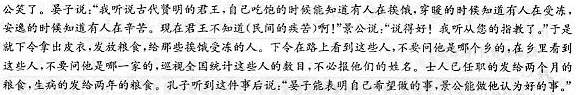 公笑了。晏子说:“我听说古代贤明的君王,自己吃饱的时候能知道有人在挨饿,穿暖的时候知道有人在受冻,
安逸的时候知道有人在辛苦。现在君王不知道(民间的疾苦)啊!”景公说:“说得好!我听从您的指教了。”于是
就下令拿出皮衣,发放粮食,给那些挨饿受冻的人。下令在路上看到这些人,不要问他是哪个乡的,在乡里看到
这些人,不要问他是哪一家的,巡视全国统计这些人的数目,不必报他们的姓名。士人已任职的发给两个月的
粮食,生病的发给两年的粮食。孔子听到这件事后说:“晏子能表明自己希望做的事,景公能做他认为好的事。”